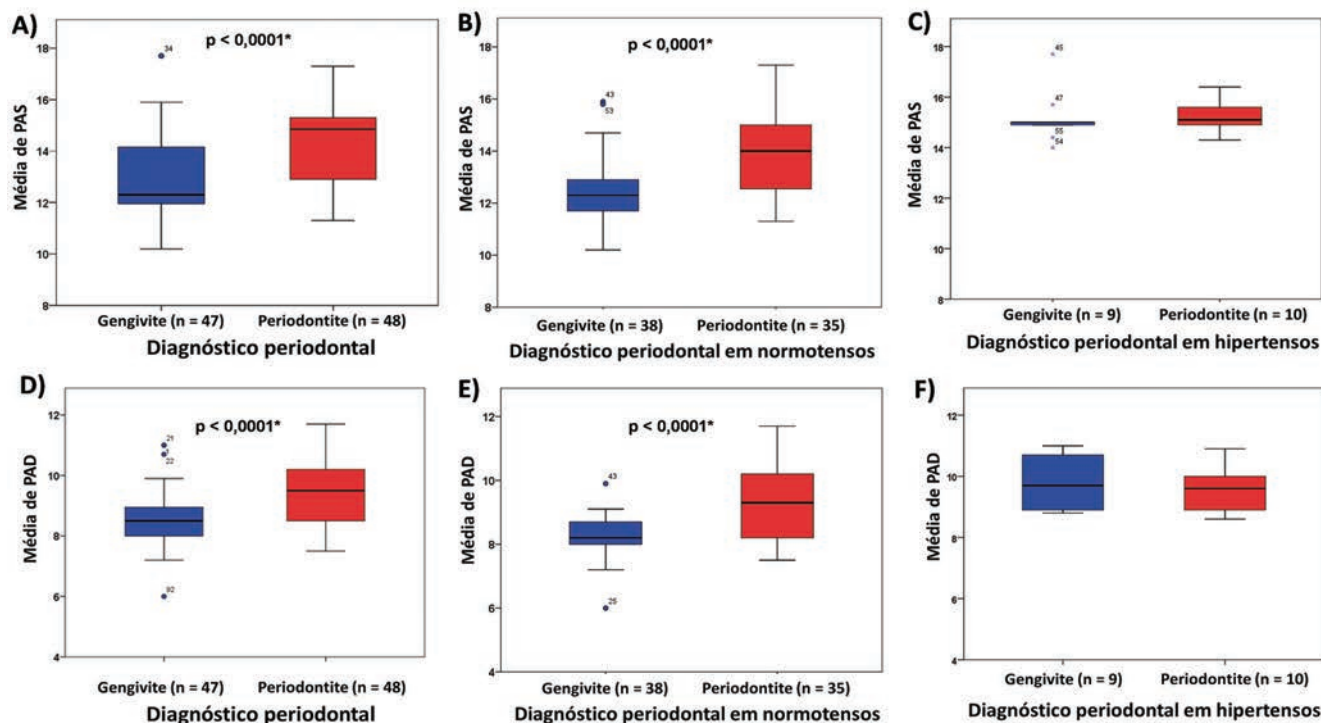 A)
p < 0,0001*
Média de PAS
18
16
14
12
10
8
34
Gengivite (n = 47)
Periodontite (n = 48)
Diagnóstico periodontal
B)
p < 0,0001*
Média de PAS
18
16
14
12
10
8
43
53
Gengivite (n = 38)
Periodontite (n = 35)
Diagnóstico periodontal em normotensos
C)
Média de PAS
18
16
14
12
10
8
45
47
55
54
Gengivite (n = 9)
Periodontite (n = 10)
Diagnóstico periodontal em hipertensos
D)
p < 0,0001*
Média de PAD
12
10
8
6
4
21
22
92
Gengivite (n = 47)
Periodontite (n = 48)
Diagnóstico periodontal
E)
p < 0,0001*
Média de PAD
12
10
8
6
4
43
25
Gengivite (n = 38)
Periodontite (n = 35)
Diagnóstico periodontal em normotensos
F)
Média de PAD
12
10
8
6
4
Gengivite (n = 9)
Periodontite (n = 10)
Diagnóstico periodontal em hipertensos